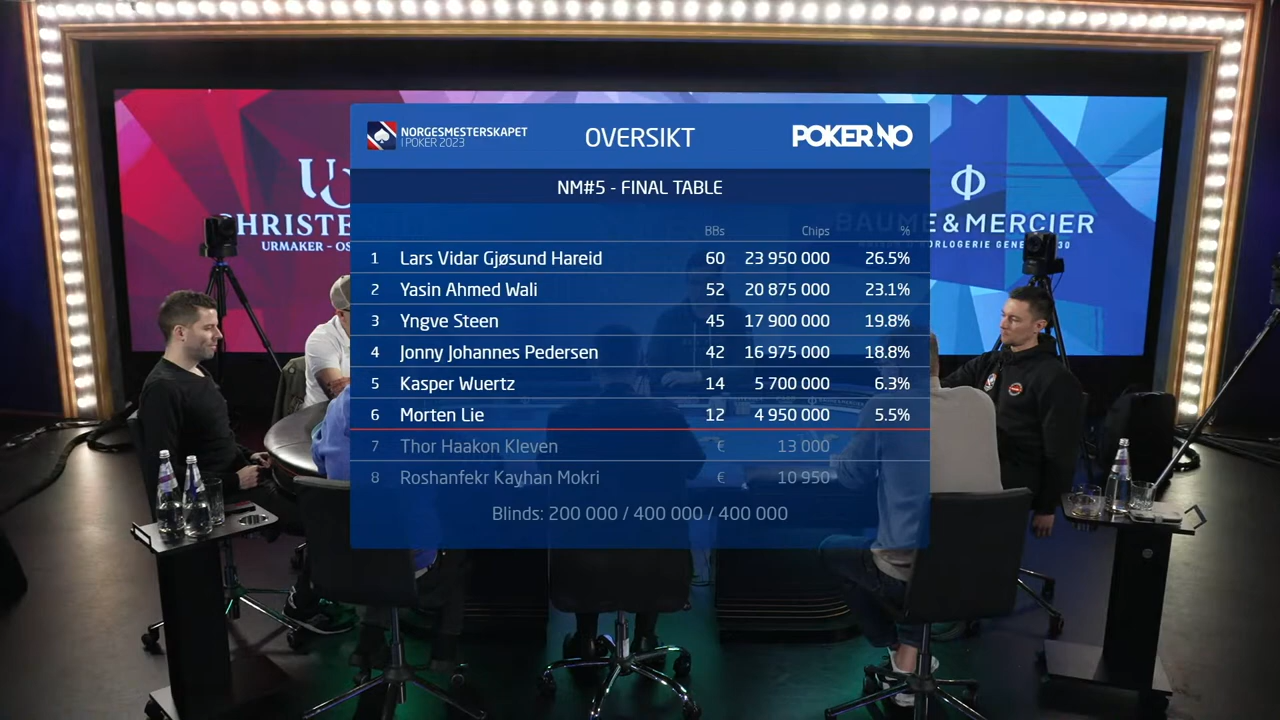 NORGESMESTERSKAPET
I POKER 2023
OVERSIKT
POKER NO
NM#5 - FINAL TABLE
BBs Chips %
1 Lars Vidar Gjøsund Hareid 60 23 950 000 26.5%
2 Yasin Ahmed Wali 52 20 875 000 23.1%
3 Yngve Steen 45 17 900 000 19.8%
4 Jonny Johannes Pedersen 42 16 975 000 18.8%
5 Kasper Wuertz 14 5 700 000 6.3%
6 Morten Lie 12 4 950 000 5.5%
7 Thor Haakon Kleven € 13 000
8 Roshanfekr Kayhan Mokri € 10 950
Blinds: 200 000 / 400 000 / 400 000
URMAKER - OS
BAUME & MERCIER